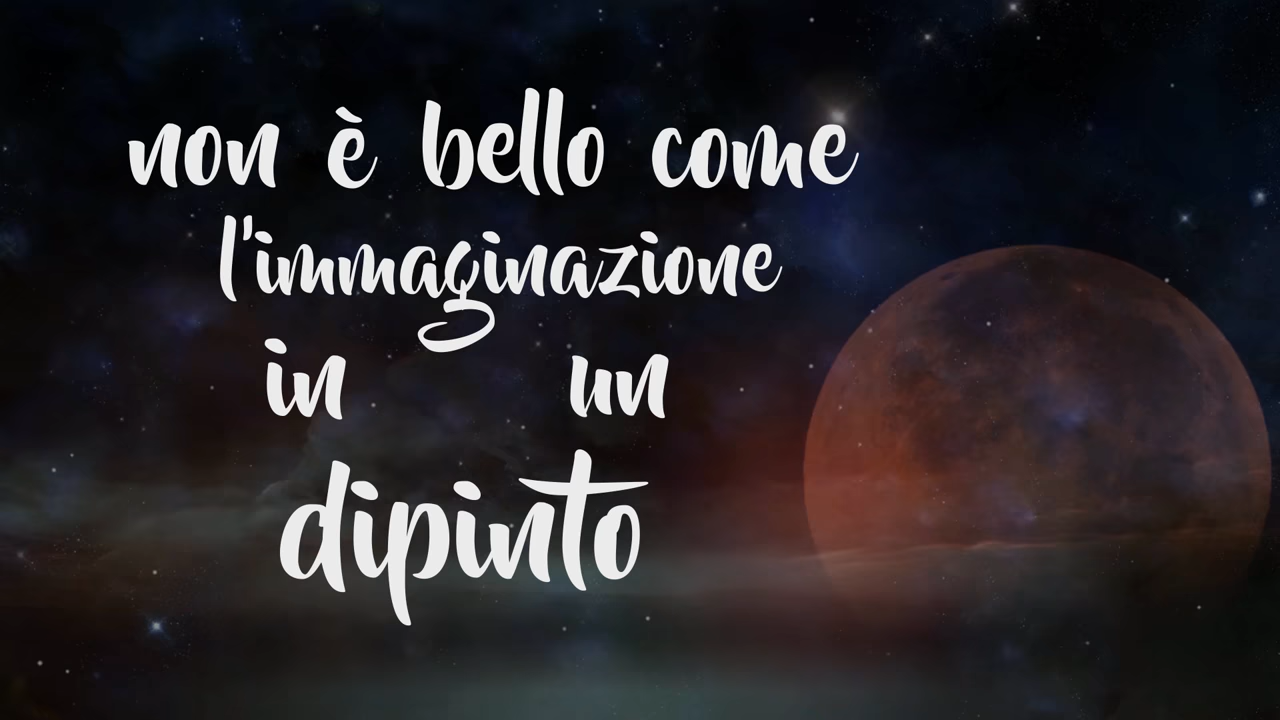 non è bello come
l'immaginazione
in un
dipinto